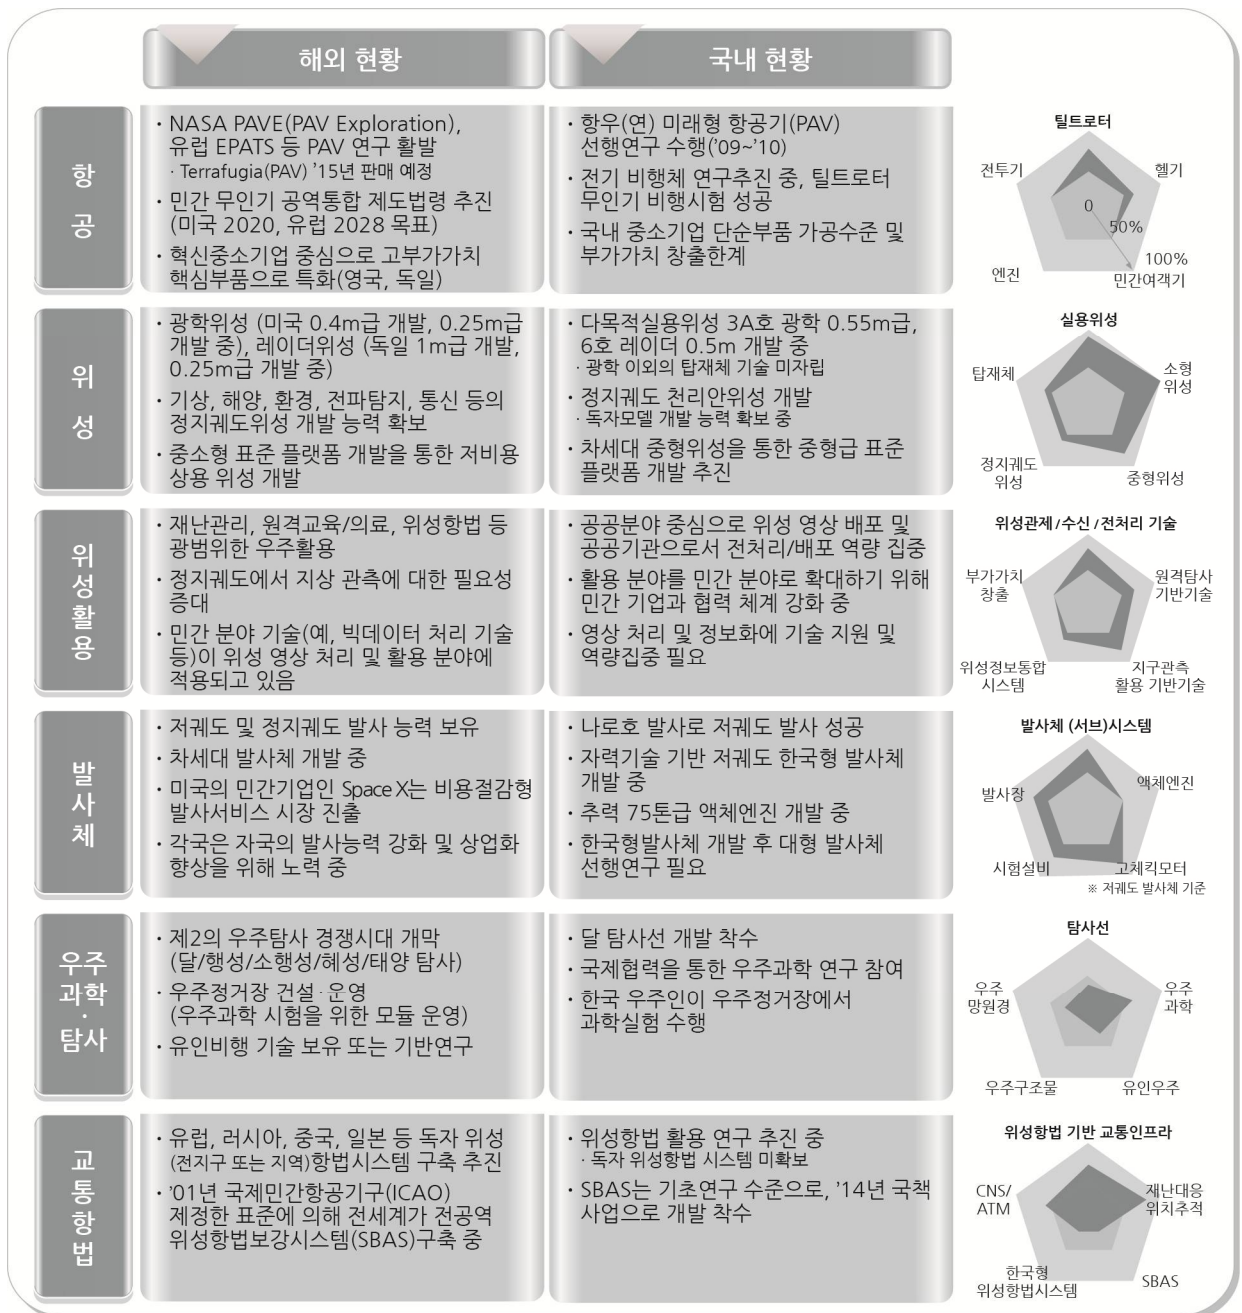 해외 현황
국내 현황
항
공
· NASA PAVE(PAV Exploration),
유럽 EPATS 등 PAV 연구 활발
· Terrafugia(PAV) ’15년 판매 예정
· 민간 무인기 공역통합 제도법령 추진
(미국 2020, 유럽 2028 목표)
· 혁신중소기업 중심으로 고부가가치
핵심부품으로 특화(영국, 독일)
· 항우(연) 미래형 항공기(PAV)
선행연구 수행(’09~’10)
· 전기 비행체 연구추진 중, 틸트로터
무인기 비행시험 성공
· 국내 중소기업 단순부품 가공수준 및
부가가치 창출한계
틸트로터
전투기
헬기
0
50%
100%
엔진
민간여객기
위
성
· 광학위성 (미국 0.4m급 개발, 0.25m급
개발 중), 레이더위성 (독일 1m급 개발,
0.25m급 개발 중)
· 기상, 해양, 환경, 전파탐지, 통신 등의
정지궤도위성 개발 능력 확보
· 중소형 표준 플랫폼 개발을 통한 저비용
상용 위성 개발
· 다목적실용위성 3A호 광학 0.55m급,
6호 레이더 0.5m 개발 중
· 광학 이외의 탑재체 기술 미자립
· 정지궤도 천리안위성 개발
· 독자모델 개발 능력 확보 중
· 차세대 중형위성을 통한 중형급 표준
플랫폼 개발 추진
실용위성
탑재체
소형
위성
정지궤도
위성
중형위성
위
성
활
용
· 재난관리, 원격교육/의료, 위성항법 등
광범위한 우주활용
· 정지궤도에서 지상 관측에 대한 필요성
증대
· 민간 분야 기술(예, 빅데이터 처리 기술
등)이 위성 영상 처리 및 활용 분야에
적용되고 있음
· 공공분야 중심으로 위성 영상 배포 및
공공기관으로서 전처리/배포 역량 집중
· 활용 분야를 민간 분야로 확대하기 위해
민간 기업과 협력 체계 강화 중
· 영상 처리 및 정보화에 기술 지원 및
역량집중 필요
위성관제/수신/전처리 기술
부가가치
창출
원격탐사
기반기술
위성정보통합
시스템
지구관측
활용 기반기술
발
사
체
· 저궤도 및 정지궤도 발사 능력 보유
· 차세대 발사체 개발 중
· 미국의 민간기업인 Space X는 비용절감형
발사서비스 시장 진출
· 각국은 자국의 발사능력 강화 및 상업화
향상을 위해 노력 중
· 나로호 발사로 저궤도 발사 성공
· 자력기술 기반 저궤도 한국형 발사체
개발 중
· 추력 75톤급 액체엔진 개발 중
· 한국형발사체 개발 후 대형 발사체
선행연구 필요
발사체 (서브)시스템
발사장
액체엔진
시험설비
고체킥모터
※ 저궤도 발사체 기준
우주
과학
·
탐사
· 제2의 우주탐사 경쟁시대 개막
(달/행성/소행성/혜성/태양 탐사)
· 우주정거장 건설·운영
(우주과학 시험을 위한 모듈 운영)
· 유인비행 기술 보유 또는 기반연구
· 달 탐사선 개발 착수
· 국제협력을 통한 우주과학 연구 참여
· 한국 우주인이 우주정거장에서
과학실험 수행
탐사선
우주
망원경
우주
과학
우주구조물
유인우주
교
통
항
법
· 유럽, 러시아, 중국, 일본 등 독자 위성
(전지구 또는 지역)항법시스템 구축 추진
· ’01년 국제민간항공기구(ICAO)
제정한 표준에 의해 전세계가 전공역
위성항법보강시스템(SBAS)구축 중
· 위성항법 활용 연구 추진 중
· 독자 위성항법 시스템 미확보
· SBAS는 기초연구 수준으로, ’14년 국책
사업으로 개발 착수
위성항법 기반 교통인프라
CNS/
ATM
재난대응
위치추적
한국형
위성항법시스템
SBAS